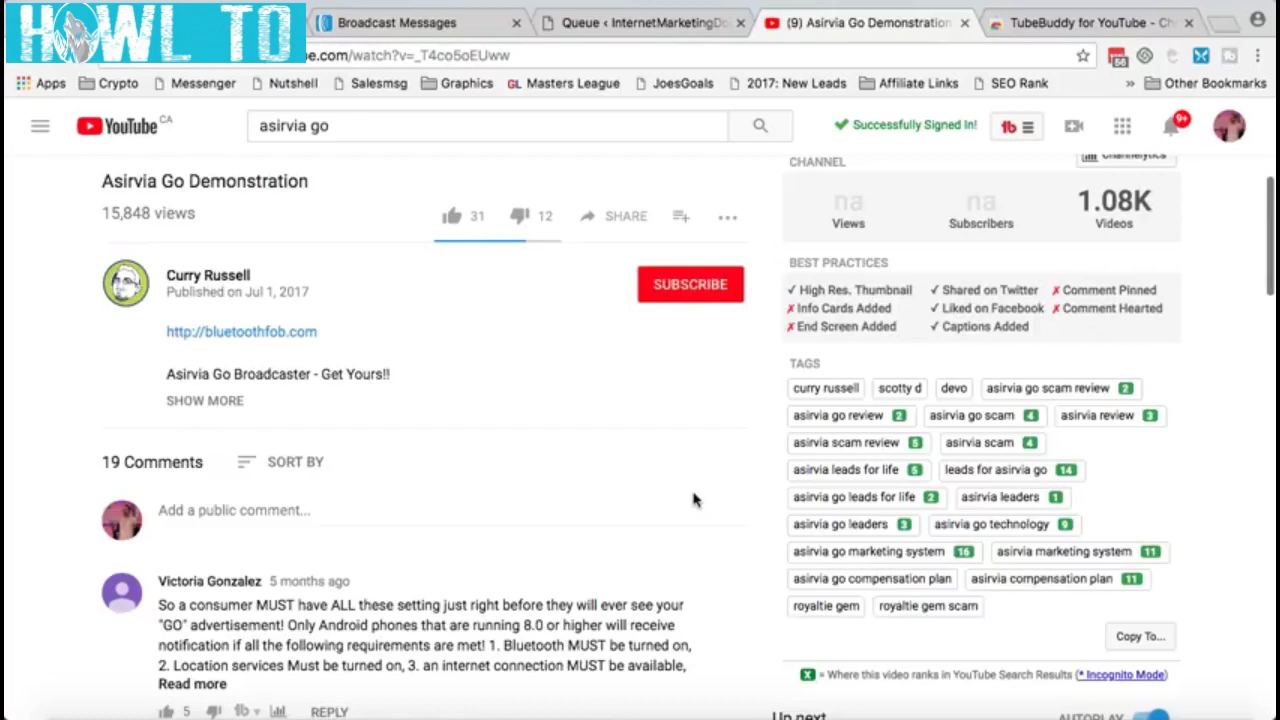 HOWL TO
Broadcast Messages
Queue ‹ InternetMarketingDo
(9) Asirvia Go Demonstration
TubeBuddy for YouTube - Ch
be.com/watch?v=_T4co5oEUww
56
Apps Crypto Messenger Nutshell Salesmsg Graphics GL Masters League JoesGoals 2017: New Leads Affiliate Links SEO Rank » Other Bookmarks
YouTube CA
asirvia go
Successfully Signed In!
tb
9+
Asirvia Go Demonstration
15,848 views
31 12 SHARE
Curry Russell
Published on Jul 1, 2017
SUBSCRIBE
http://bluetoothfob.com
Asirvia Go Broadcaster - Get Yours!!
SHOW MORE
19 Comments SORT BY
Add a public comment...
Victoria Gonzalez 5 months ago
So a consumer MUST have ALL these setting just right before they will ever see your
"GO" advertisement! Only Android phones that are running 8.0 or higher will receive
notification if all the following requirements are met! 1. Bluetooth MUST be turned on,
2. Location services Must be turned on, 3. an internet connection MUST be available,
Read more
5 tb REPLY
CHANNEL
Channelytics
na na 1.08K
Views Subscribers Videos
BEST PRACTICES
✓ High Res. Thumbnail ✓ Shared on Twitter ✗ Comment Pinned
✗ Info Cards Added ✓ Liked on Facebook ✗ Comment Hearted
✗ End Screen Added ✓ Captions Added
TAGS
curry russell scotty d devo asirvia go scam review 2
asirvia go review 2 asirvia go scam 4 asirvia review 3
asirvia scam review 5 asirvia scam 4
asirvia leads for life 5 leads for asirvia go 14
asirvia go leads for life 2 asirvia leaders 1
asirvia go leaders 3 asirvia go technology 9
asirvia go marketing system 16 asirvia marketing system 11
asirvia go compensation plan asirvia compensation plan 11
royaltie gem royaltie gem scam
Copy To...
X = Where this video ranks in YouTube Search Results (* Incognito Mode)
Up next AUTOPLAY